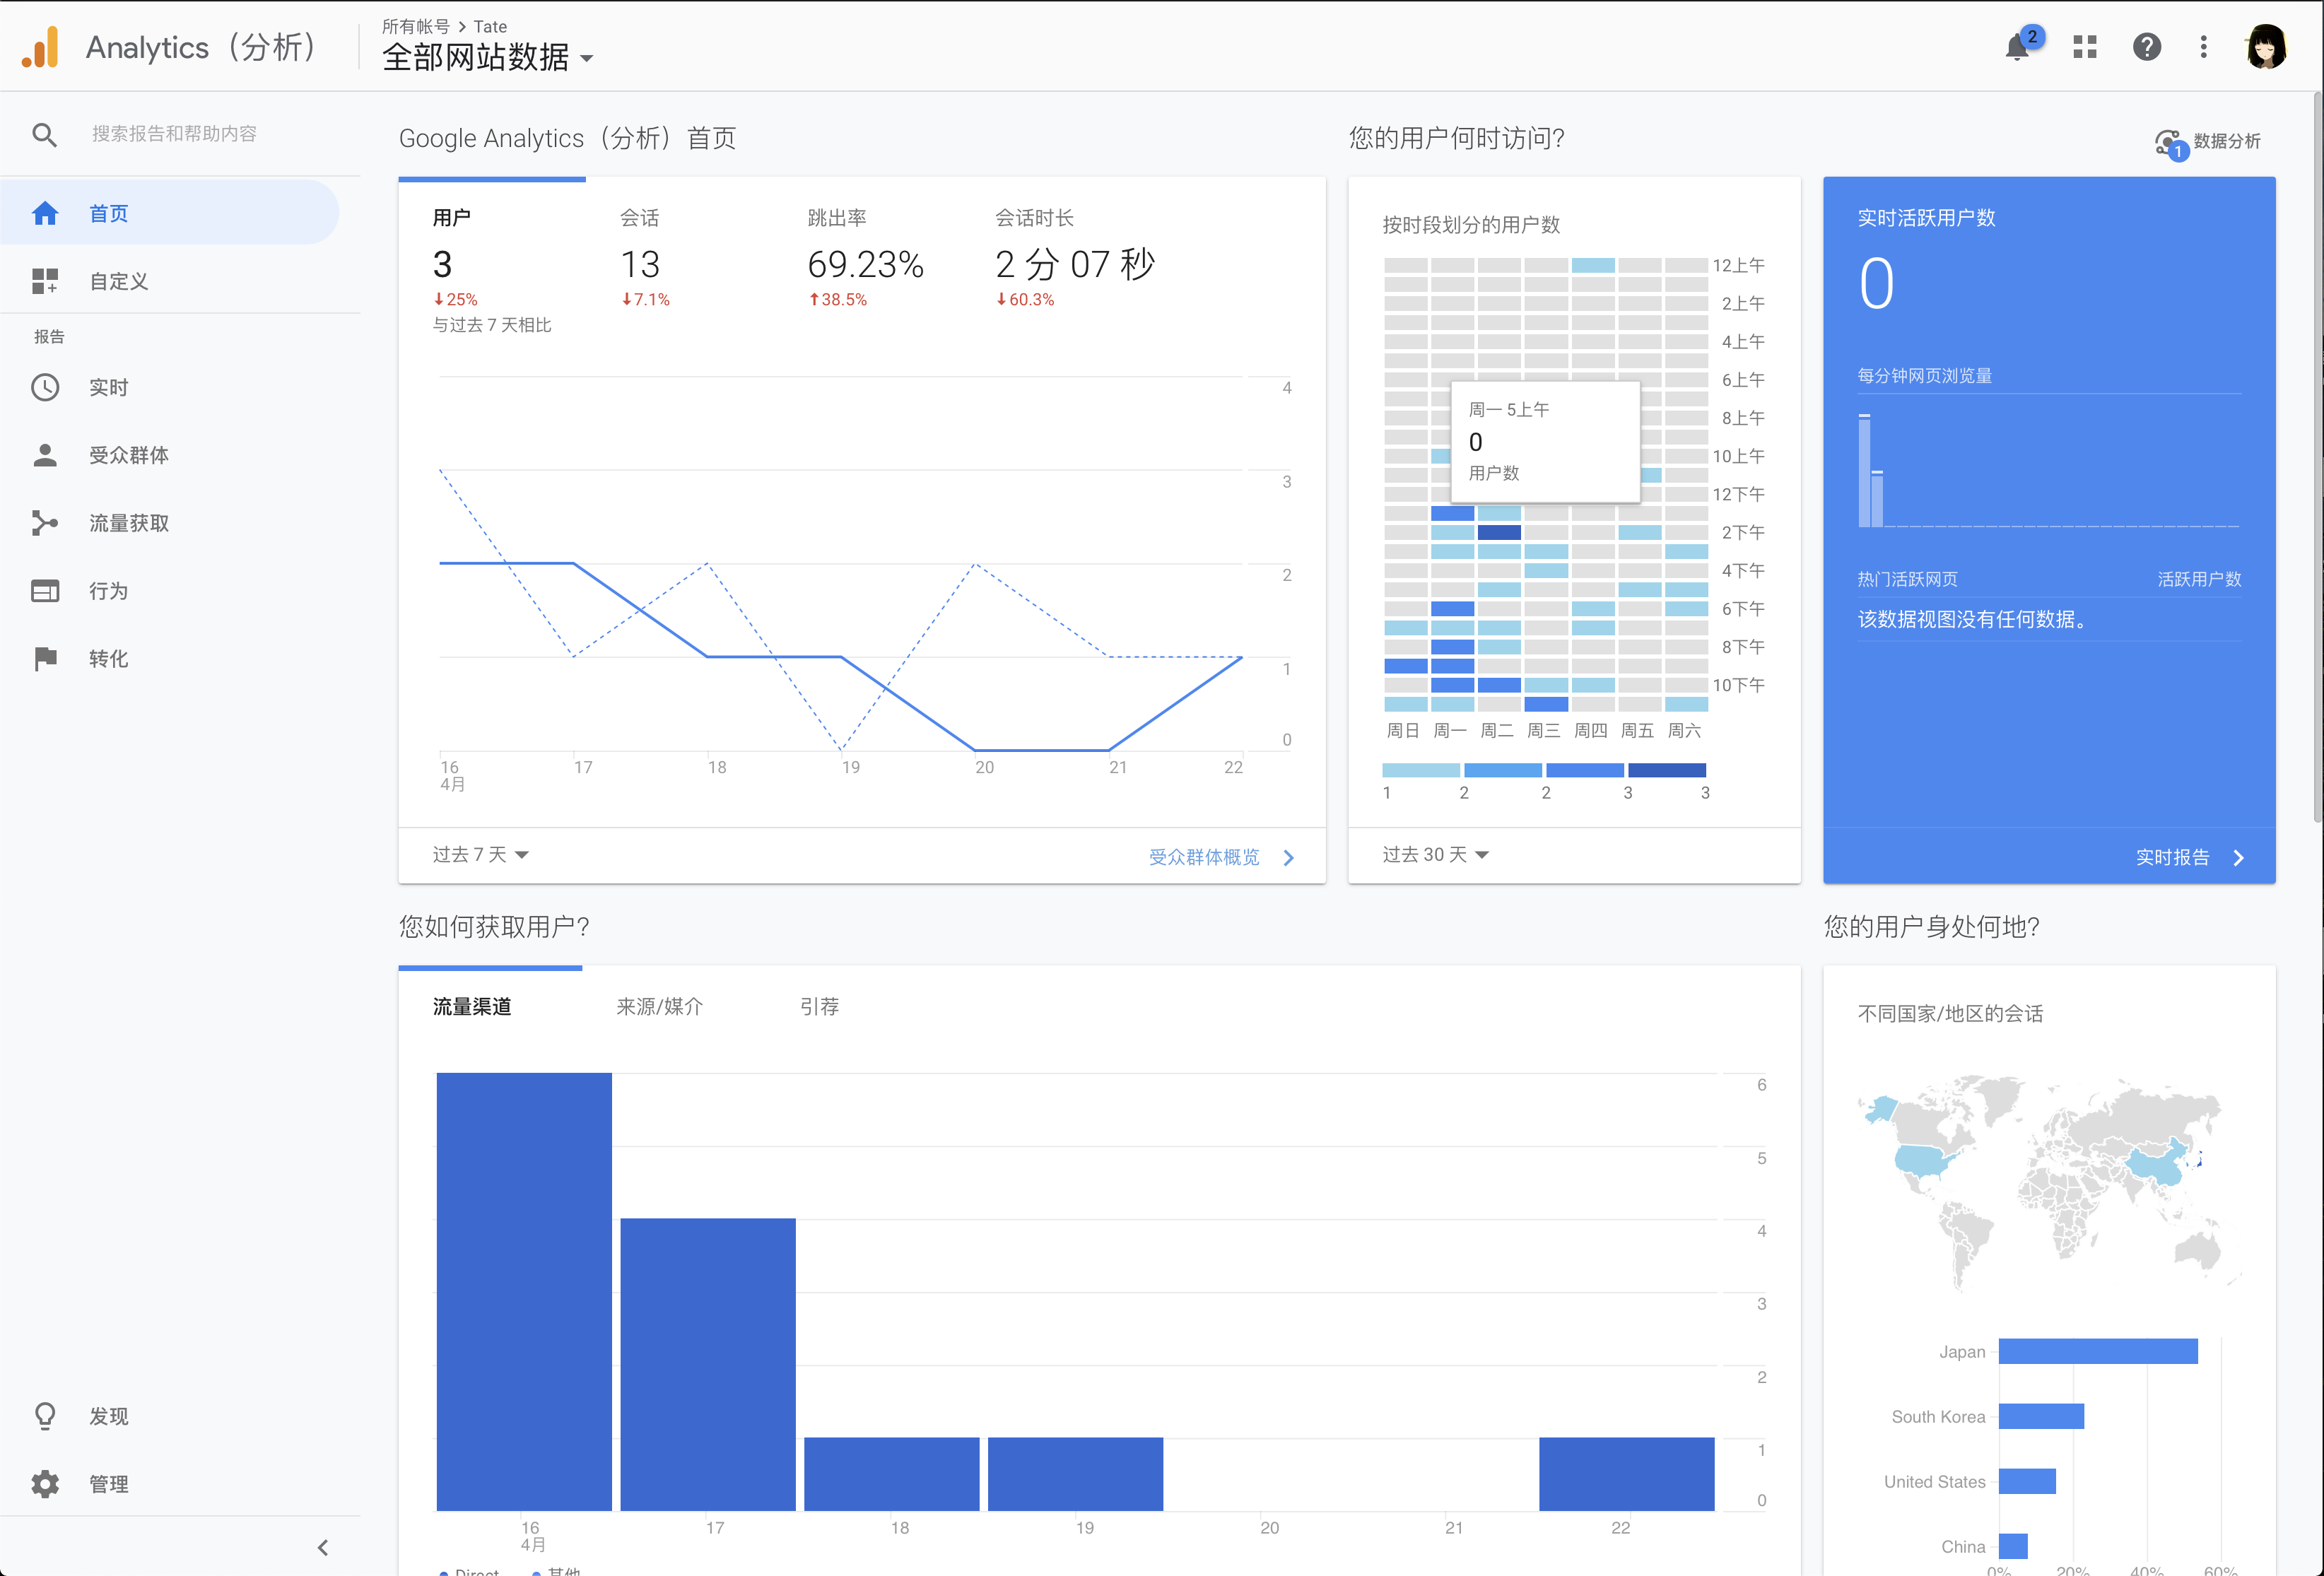 Analytics（分析）
所有帐号 > Tate
全部网站数据
2
搜索报告和帮助内容
首页
自定义
报告
实时
受众群体
流量获取
行为
转化
发现
管理
Google Analytics（分析）首页
用户
3
25%
与过去 7 天相比
会话
13
7.1%
跳出率
69.23%
38.5%
会话时长
2 分 07 秒
60.3%
4
3
2
1
0
16
4月
17
18
19
20
21
22
过去 7 天
受众群体概览
您的用户何时访问?
按时段划分的用户数
12上午
2上午
4上午
6上午
8上午
10上午
12下午
2下午
4下午
6下午
8下午
10下午
周一 5上午
0
用户数
周日 周一 周二 周三 周四 周五 周六
1 2 2 3 3
过去 30 天
1
数据分析
实时活跃用户数
0
每分钟网页浏览量
热门活跃网页 活跃用户数
该数据视图没有任何数据。
实时报告
您如何获取用户?
流量渠道 来源/媒介 引荐
6
5
4
3
2
1
0
16
4月
17
18
19
20
21
22
Direct 其他
您的用户身处何地?
不同国家/地区的会话
Japan
South Korea
United States
China
0% 20% 40% 60%